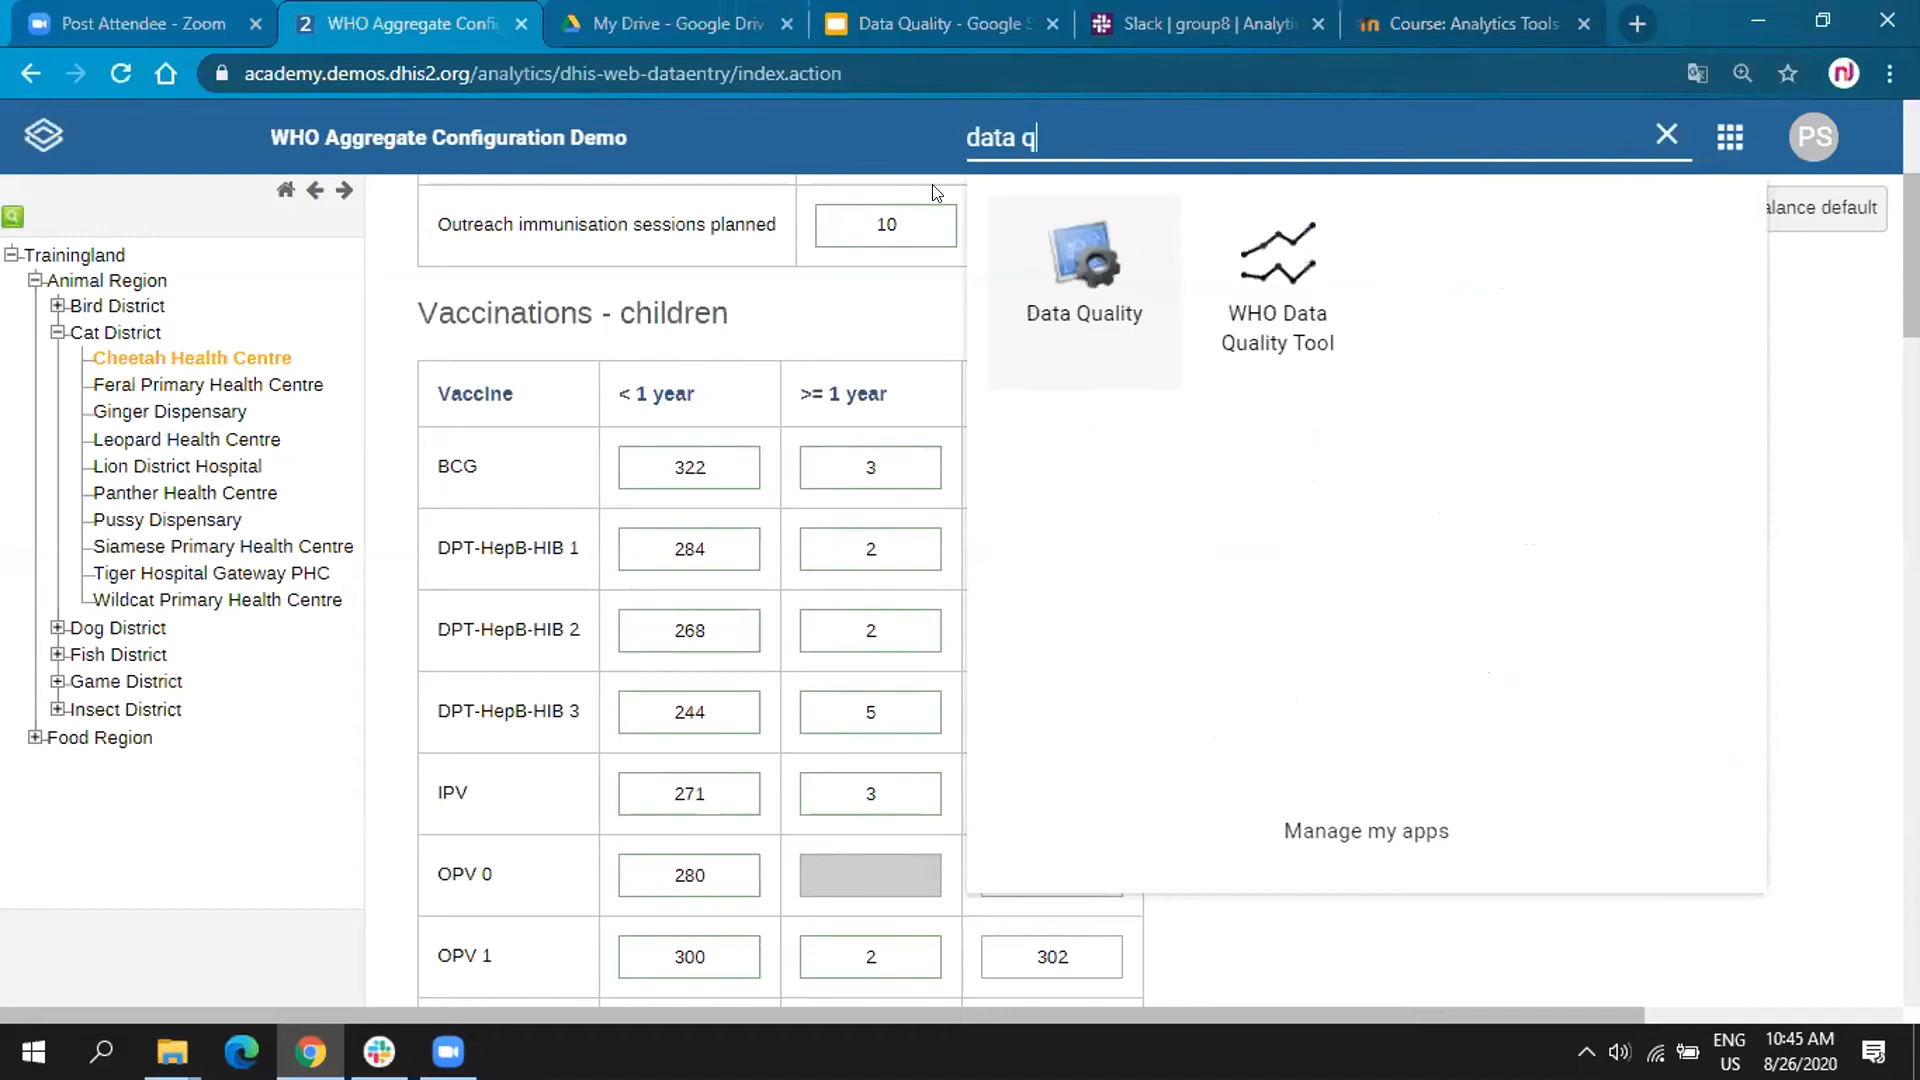 Post Attendee - Zoom
2 WHO Aggregate Config
My Drive - Google Driv
Data Quality - Google S
Slack | group8 | Analyti
in Course: Analytics Tools
academy.demos.dhis2.org/analytics/dhis-web-dataentry/index.action
WHO Aggregate Configuration Demo
data q
PS
Outreach immunisation sessions planned 10
alance default
Trainingland
Animal Region
Bird District
Cat District
Cheetah Health Centre
Feral Primary Health Centre
Ginger Dispensary
Leopard Health Centre
Lion District Hospital
Panther Health Centre
Pussy Dispensary
Siamese Primary Health Centre
Tiger Hospital Gateway PHC
Wildcat Primary Health Centre
Dog District
Fish District
Game District
Insect District
Food Region
Vaccinations - children
Vaccine < 1 year >= 1 year
BCG 322 3
DPT-HepB-HIB 1 284 2
DPT-HepB-HIB 2 268 2
DPT-HepB-HIB 3 244 5
IPV 271 3
OPV 0 280
OPV 1 300 2 302
Data Quality
WHO Data
Quality Tool
Manage my apps
ENG
US
10:45 AM
8/26/2020